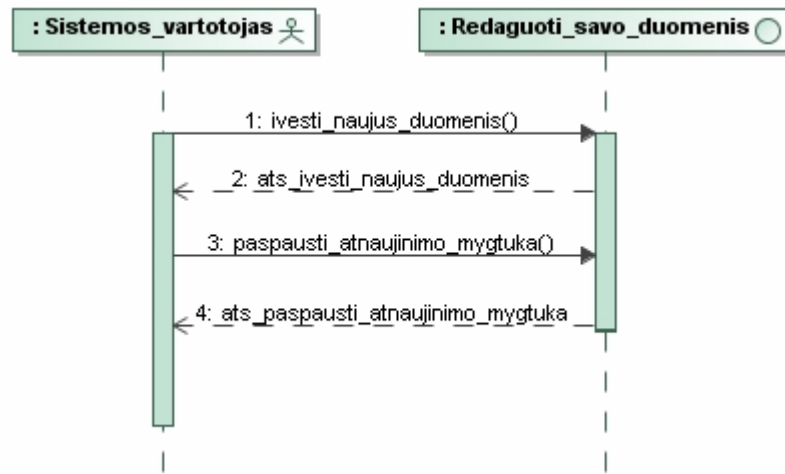 : Sistemos_vartotojas
: Redaguoti_savo_duomenis
1: ivesti_naujus_duomenis()
2: ats_ivesti_naujus_duomenis
3: paspausti_atnaujinimo_mygtuka()
4: ats_paspausti_atnaujinimo_mygtuka